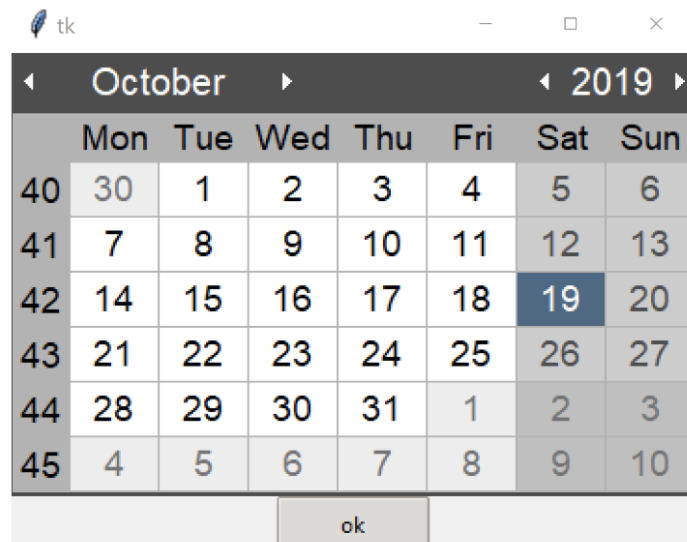 tk
October 2019
Mon Tue Wed Thu Fri Sat Sun
40 30 1 2 3 4 5 6
41 7 8 9 10 11 12 13
42 14 15 16 17 18 19 20
43 21 22 23 24 25 26 27
44 28 29 30 31 1 2 3
45 4 5 6 7 8 9 10
ok